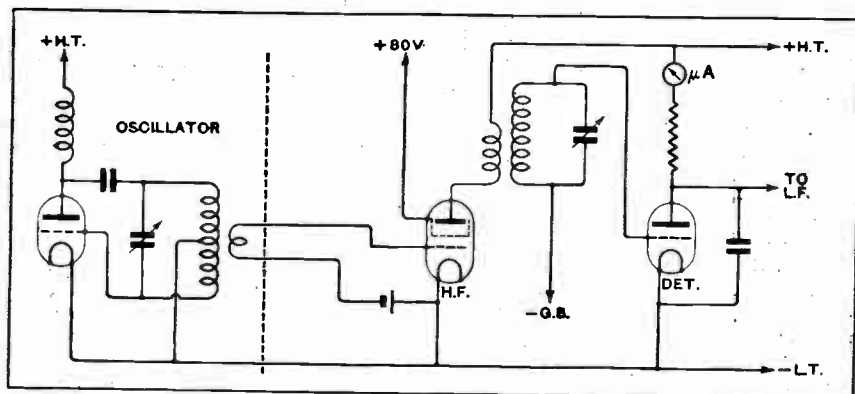 +H.T.
OSCILLATOR
+80V.
H.F.
-G.B.
+H.T.
μA
TO
L.F.
DET.
-L.T.